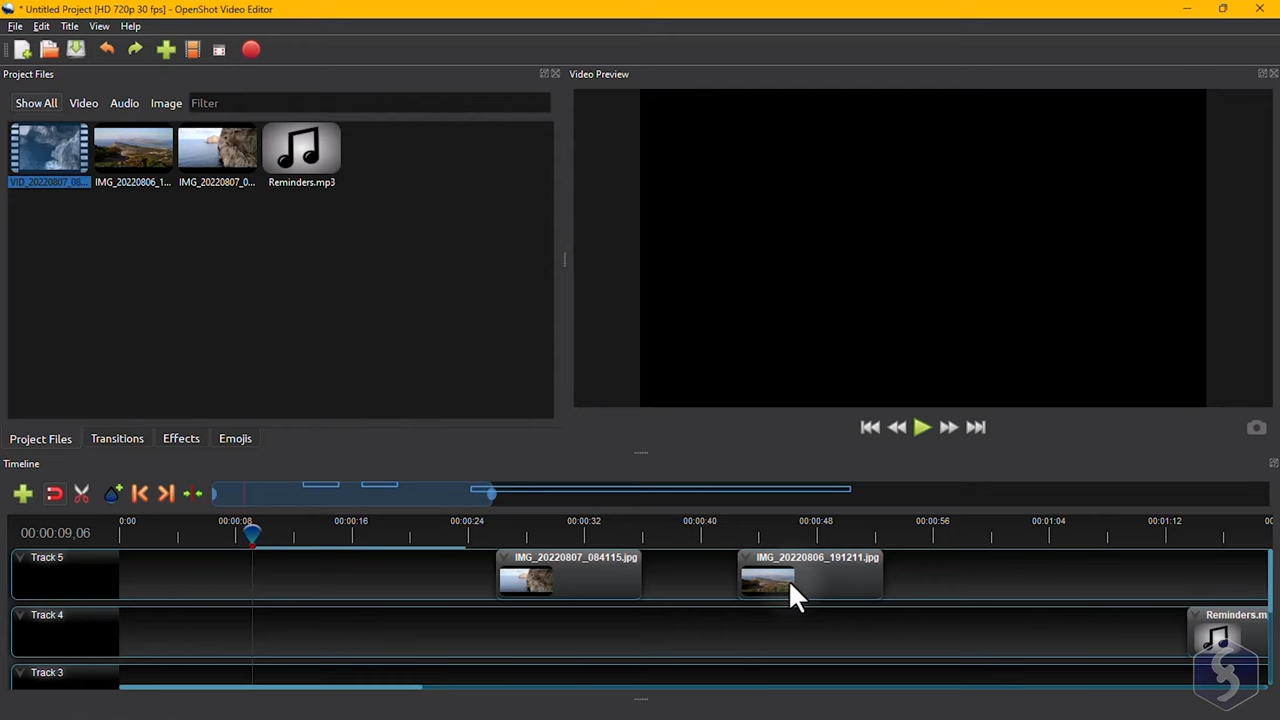 * Untitled Project [HD 720p 30 fps] - OpenShot Video Editor
File Edit Title View Help
Project Files
Video Preview
Show All Video Audio Image Filter
VID_20220807_08... IMG_20220806_1... IMG_20220807_0... Reminders.mp3
Project Files Transitions Effects Emojis
Timeline
00:00:09,06
0:00 00:00:08 00:00:16 00:00:24 00:00:32 00:00:40 00:00:48 00:00:56 00:01:04 00:01:12 00
Track 5 IMG_20220807_084115.jpg IMG_20220806_191211.jpg
Track 4 Reminders.m
Track 3